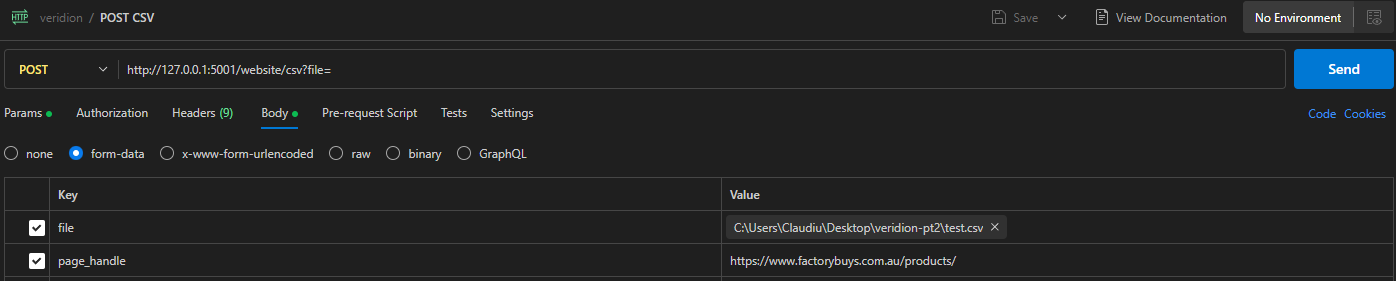 HTTP veridion / POST CSV Save View Documentation No Environment
POST http://127.0.0.1:5001/website/csv?file= Send
Params Authorization Headers (9) Body Pre-request Script Tests Settings Code Cookies
none form-data x-www-form-urlencoded raw binary GraphQL
Key Value
file C:\Users\Claudiu\Desktop\veridion-pt2\test.csv ×
page_handle https://www.factorybuys.com.au/products/